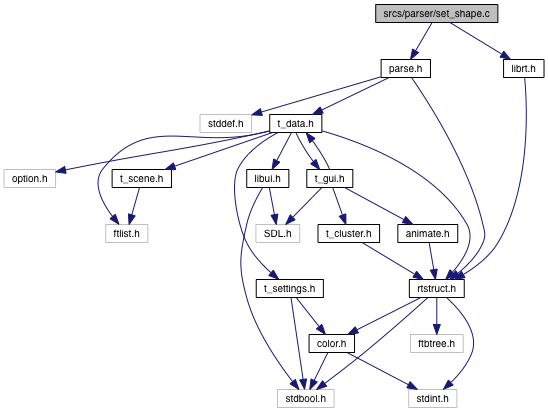 srcs/parser/set_shape.c
parse.h
librt.h
stddef.h
t_data.h
option.h
t_scene.h
libui.h
t_gui.h
ftlist.h
SDL.h
t_cluster.h
animate.h
t_settings.h
rtstruct.h
color.h
ftbtree.h
stdbool.h
stdint.h